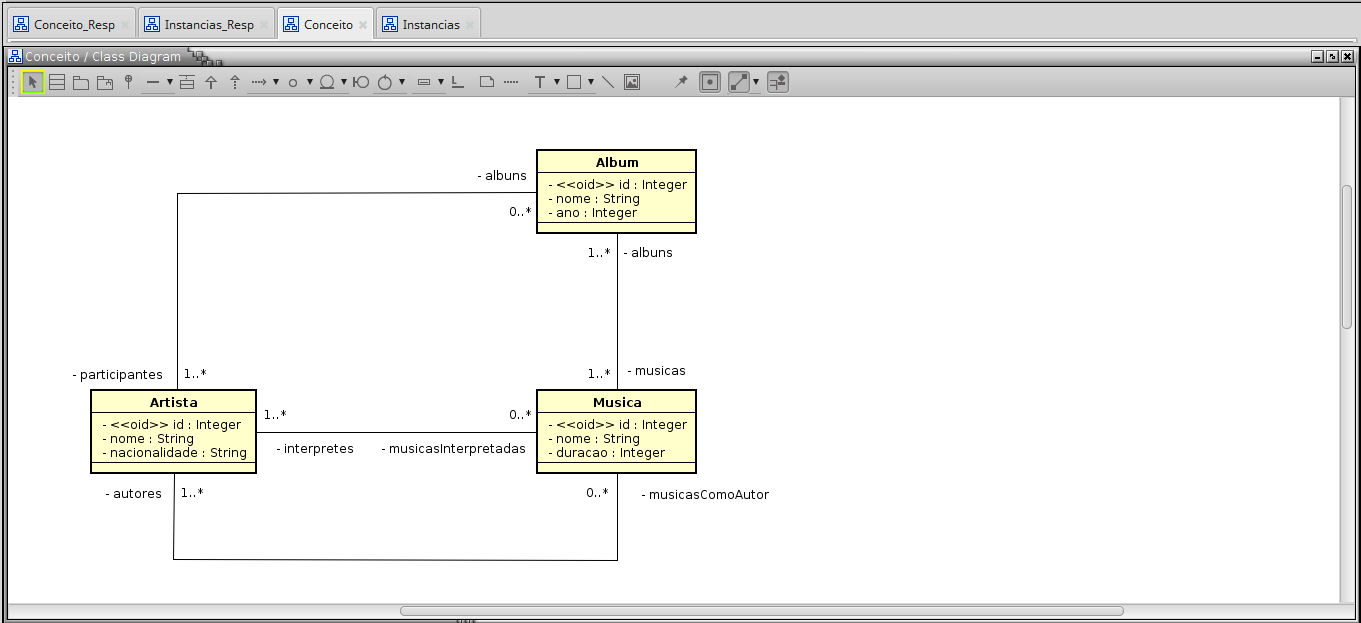 Conceito_Resp
Instancias_Resp
Conceito
Instancias
Conceito / Class Diagram
T
Album
- <<oid>> id : Integer
- nome : String
- ano : Integer
- albuns
0..*
1..*
- albuns
- participantes
1..*
1..*
- musicas
Artista
- <<oid>> id : Integer
- nome : String
- nacionalidade : String
1..*
0..*
- interpretes
- musicasInterpretadas
Musica
- <<oid>> id : Integer
- nome : String
- duracao : Integer
- autores
1..*
0..*
- musicasComoAutor